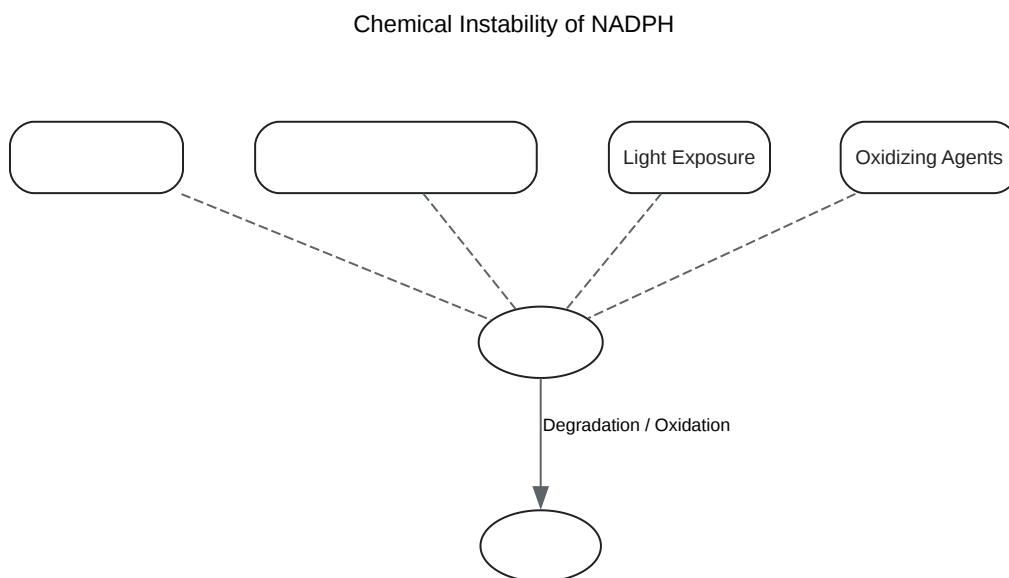 Chemical Instability of NADPH
Light Exposure
Oxidizing Agents
Degradation / Oxidation